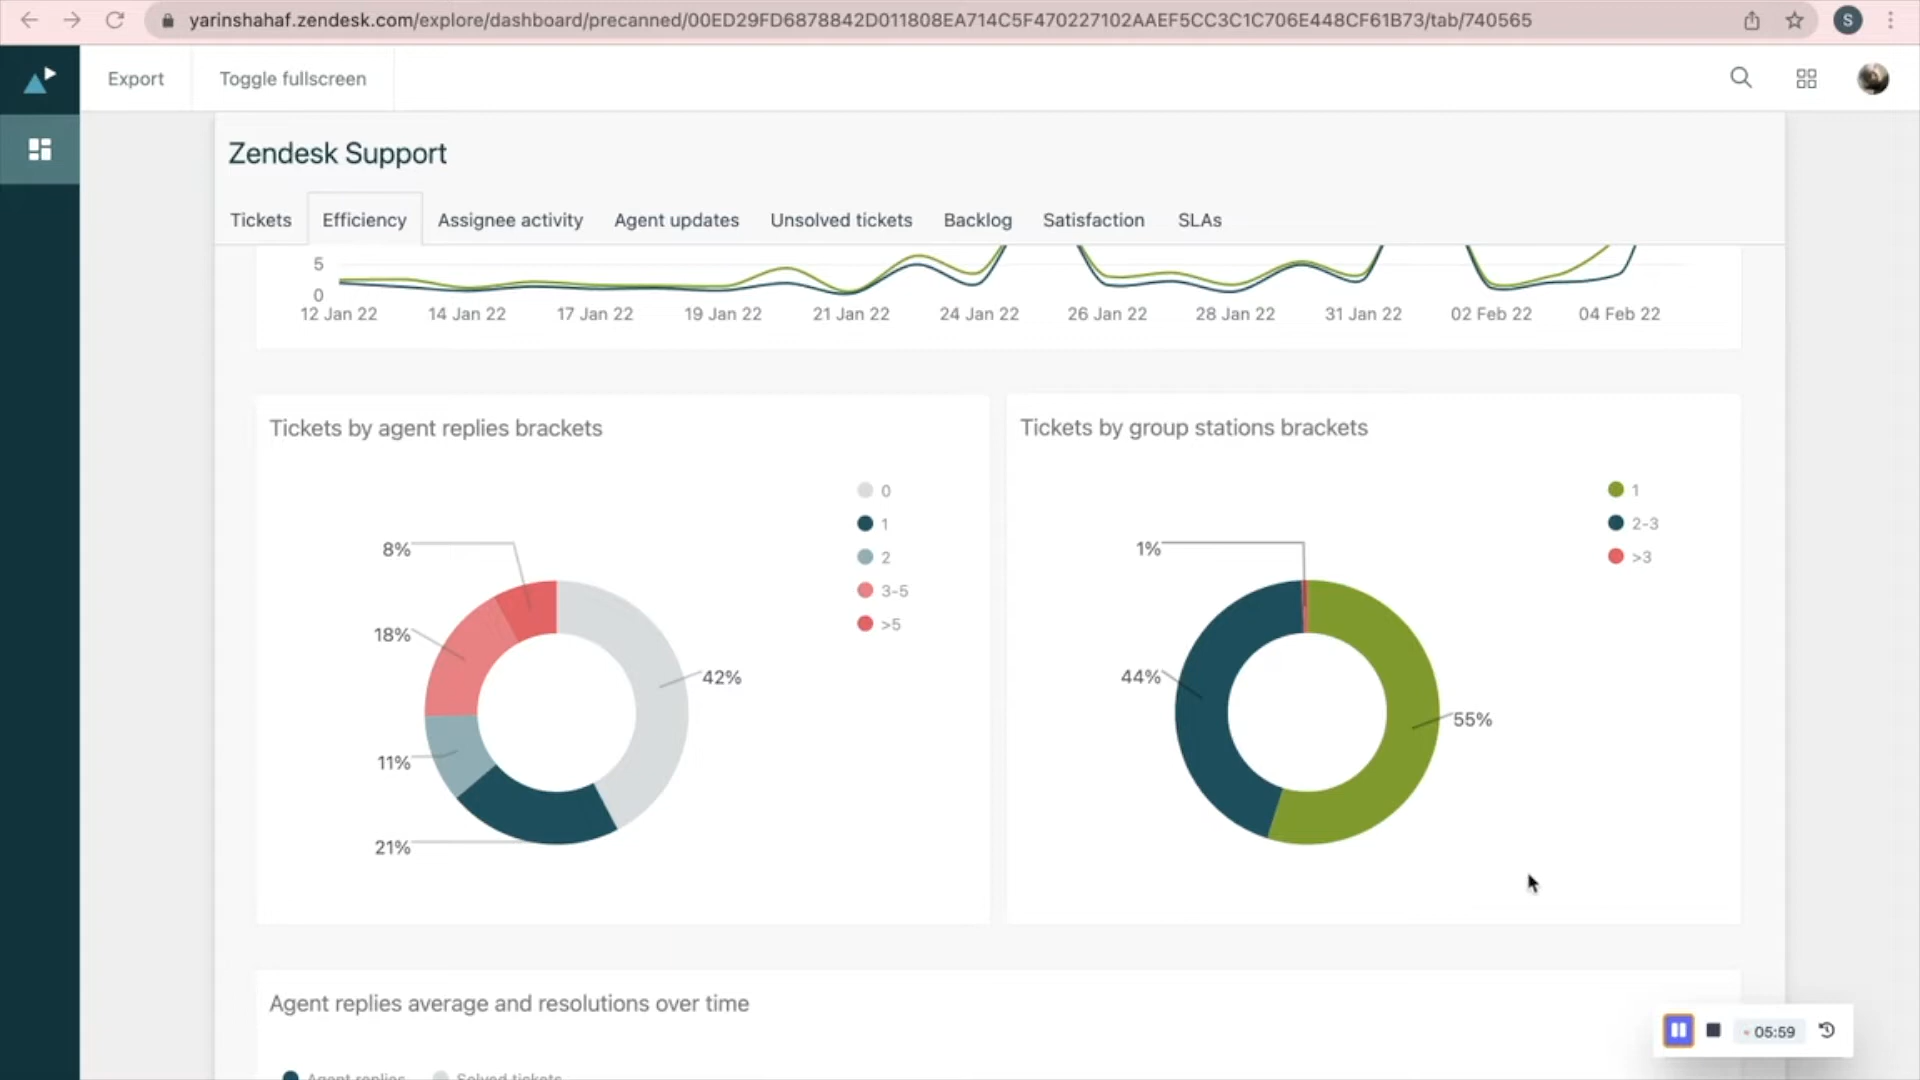 yarinshahaf.zendesk.com/explore/dashboard/precanned/00ED29FD6878842D011808EA714C5F470227102AAEF5CC3C1C706E448CF61B73/tab/740565
S
Export
Toggle fullscreen
Zendesk Support
Tickets
Efficiency
Assignee activity
Agent updates
Unsolved tickets
Backlog
Satisfaction
SLAs
5
0
12 Jan 22
14 Jan 22
17 Jan 22
19 Jan 22
21 Jan 22
24 Jan 22
26 Jan 22
28 Jan 22
31 Jan 22
02 Feb 22
04 Feb 22
Tickets by agent replies brackets
0
1
2
3-5
>5
8%
18%
42%
11%
21%
Tickets by group stations brackets
1
2-3
>3
1%
44%
55%
Agent replies average and resolutions over time
Agent replies
Solved tickets
05:59